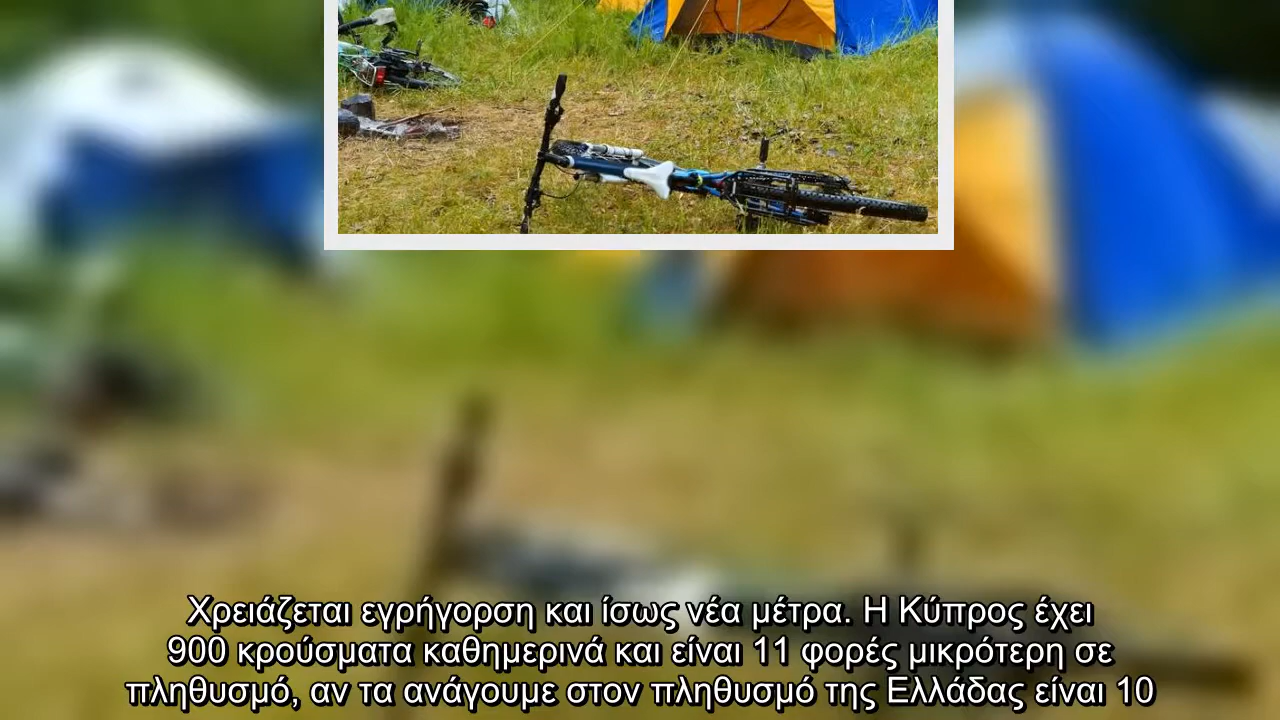 Χρειάζεται εγρήγορση και ίσως νέα μέτρα. Η Κύπρος έχει
900 κρούσματα καθημερινά και είναι 11 φορές μικρότερη σε
πληθυσμό, αν τα ανάγουμε στον πληθυσμό της Ελλάδας είναι 10